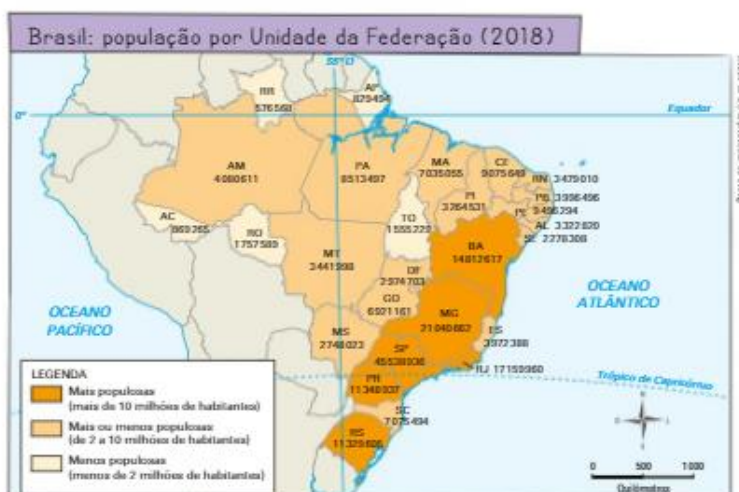 Brasil: população por Unidade da Federação (2018)
55º O
RR
576568
AP
829494
0º
Equador
AM
4080611
PA
8513497
MA
7035055
CE
9075649
RN 3479010
PB 3996496
PI
3264531
PE
9496294
AC
869265
RO
1757589
TO
1555229
AL 3322820
SE 2278308
BA
14812617
MT
3441998
DF
2974703
GO
6921161
OCEANO
PACÍFICO
OCEANO
ATLÂNTICO
MG
21040662
ES
3972388
MS
2748023
SP
45538936
RJ 17159960
Trópico de Capricórnio
PR
11348937
SC
7075494
RS
11329605
LEGENDA
Mais populosas
(mais de 10 milhões de habitantes)
Mais ou menos populosas
(de 2 a 10 milhões de habitantes)
Menos populosas
(menos de 2 milhões de habitantes)
0 500 1000
Quilômetros